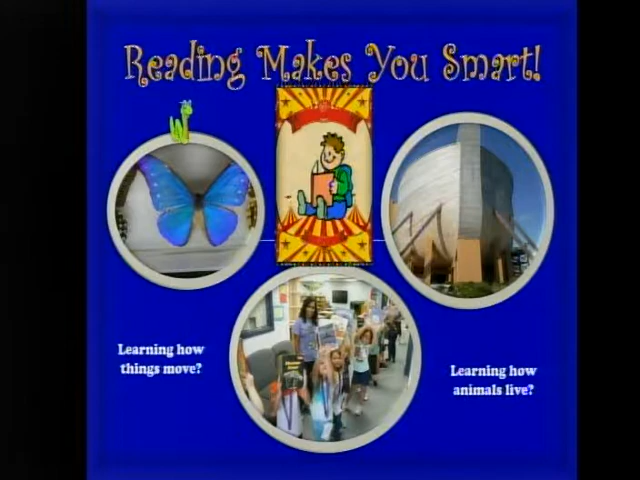 Reading Makes You Smart!
Learning how
things move?
Learning how
animals live?